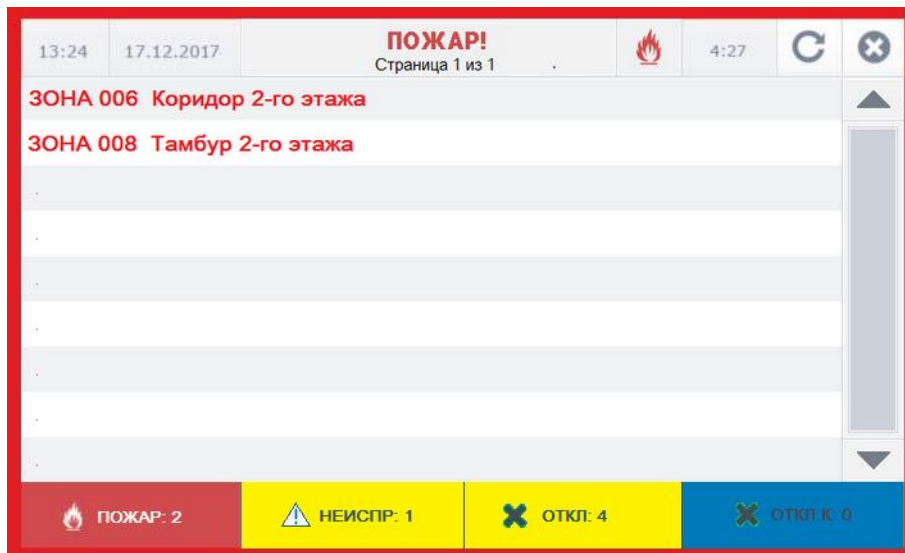 13:24 17.12.2017 ПОЖАР! 4:27
Страница 1 из 1 .
ЗОНА 006 Коридор 2-го этажа
ЗОНА 008 Тамбур 2-го этажа
.
.
.
.
.
.
.
ПОЖАР: 2 НЕИСПР: 1 ОТКЛ: 4 ОТКЛ.К: 0